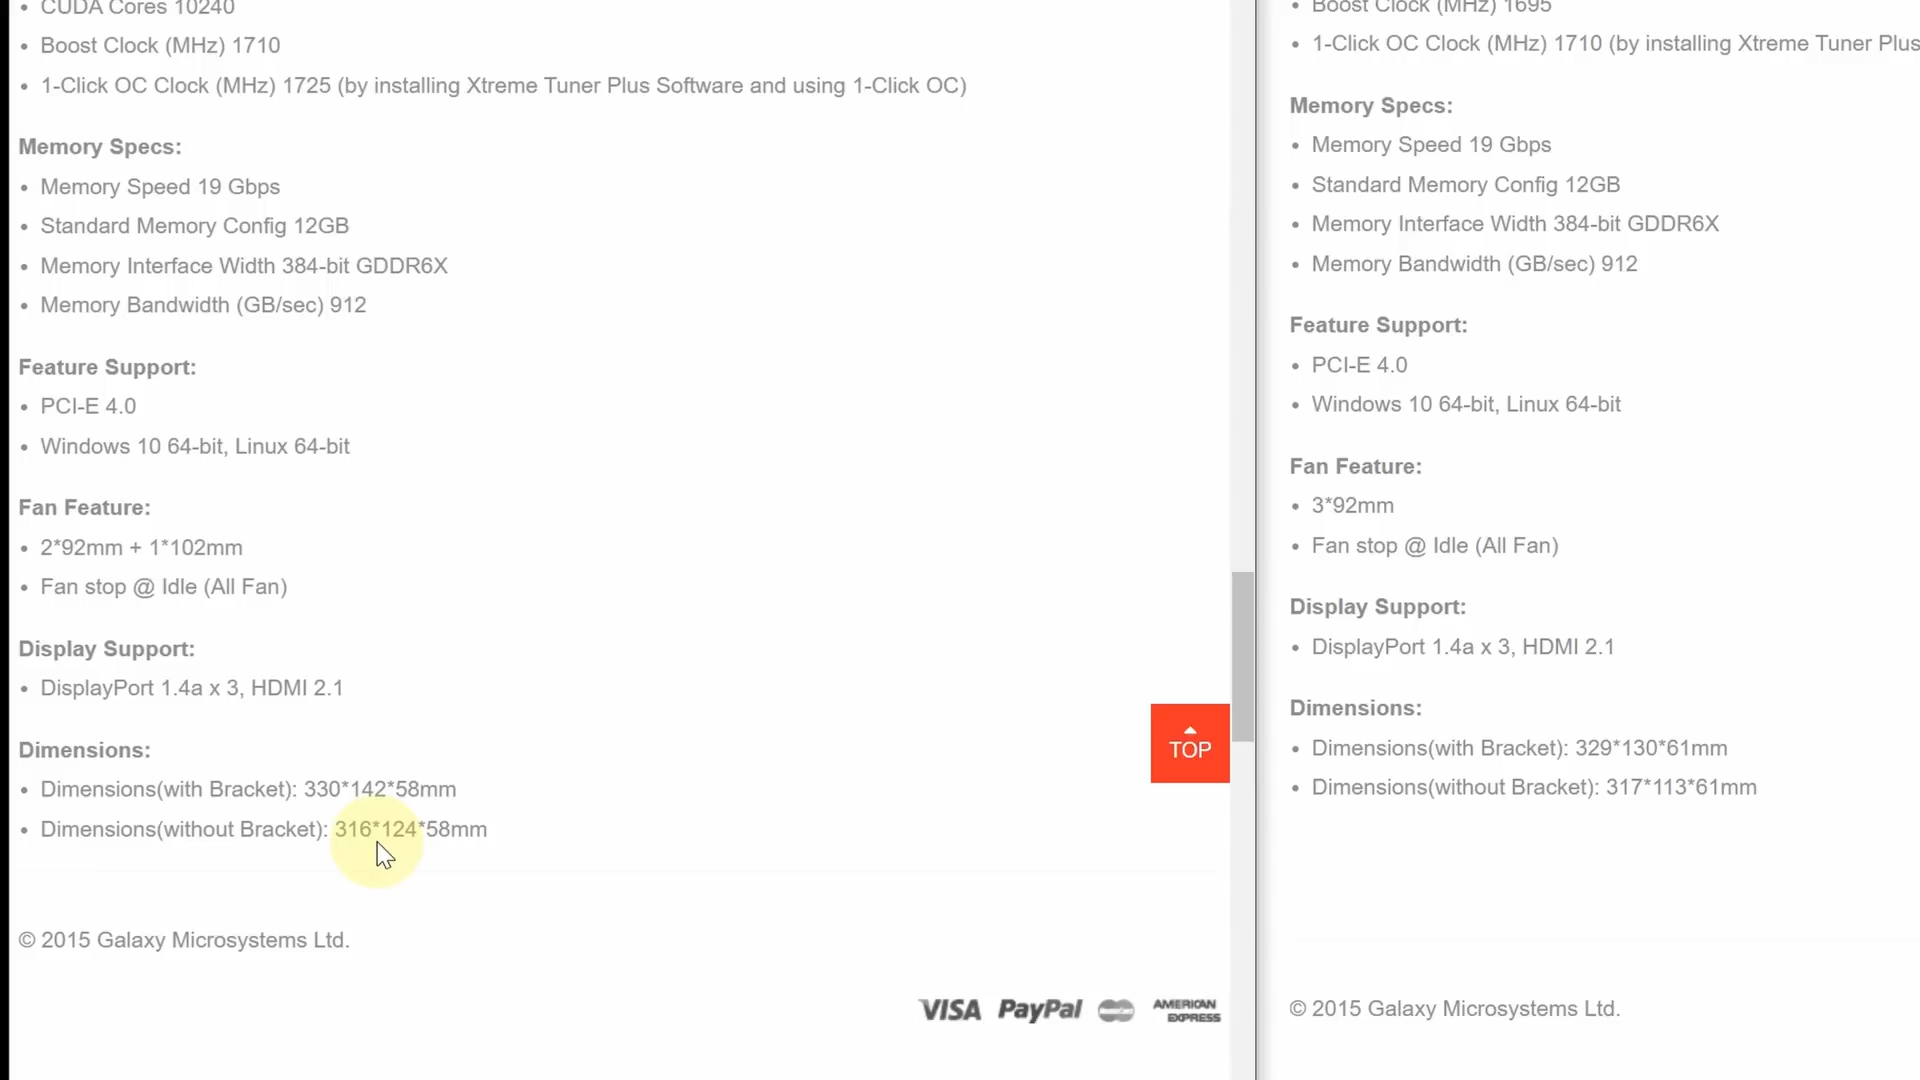 CUDA Cores 10240
Boost Clock (MHz) 1710
1-Click OC Clock (MHz) 1725 (by installing Xtreme Tuner Plus Software and using 1-Click OC)
Memory Specs:
Memory Speed 19 Gbps
Standard Memory Config 12GB
Memory Interface Width 384-bit GDDR6X
Memory Bandwidth (GB/sec) 912
Feature Support:
PCI-E 4.0
Windows 10 64-bit, Linux 64-bit
Fan Feature:
2*92mm + 1*102mm
Fan stop @ Idle (All Fan)
Display Support:
DisplayPort 1.4a x 3, HDMI 2.1
Dimensions:
Dimensions(with Bracket): 330*142*58mm
Dimensions(without Bracket): 316*124*58mm
TOP
© 2015 Galaxy Microsystems Ltd.
VISA PayPal AMERICAN EXPRESS
Boost Clock (MHz) 1695
1-Click OC Clock (MHz) 1710 (by installing Xtreme Tuner Plus
Memory Specs:
Memory Speed 19 Gbps
Standard Memory Config 12GB
Memory Interface Width 384-bit GDDR6X
Memory Bandwidth (GB/sec) 912
Feature Support:
PCI-E 4.0
Windows 10 64-bit, Linux 64-bit
Fan Feature:
3*92mm
Fan stop @ Idle (All Fan)
Display Support:
DisplayPort 1.4a x 3, HDMI 2.1
Dimensions:
Dimensions(with Bracket): 329*130*61mm
Dimensions(without Bracket): 317*113*61mm
© 2015 Galaxy Microsystems Ltd.